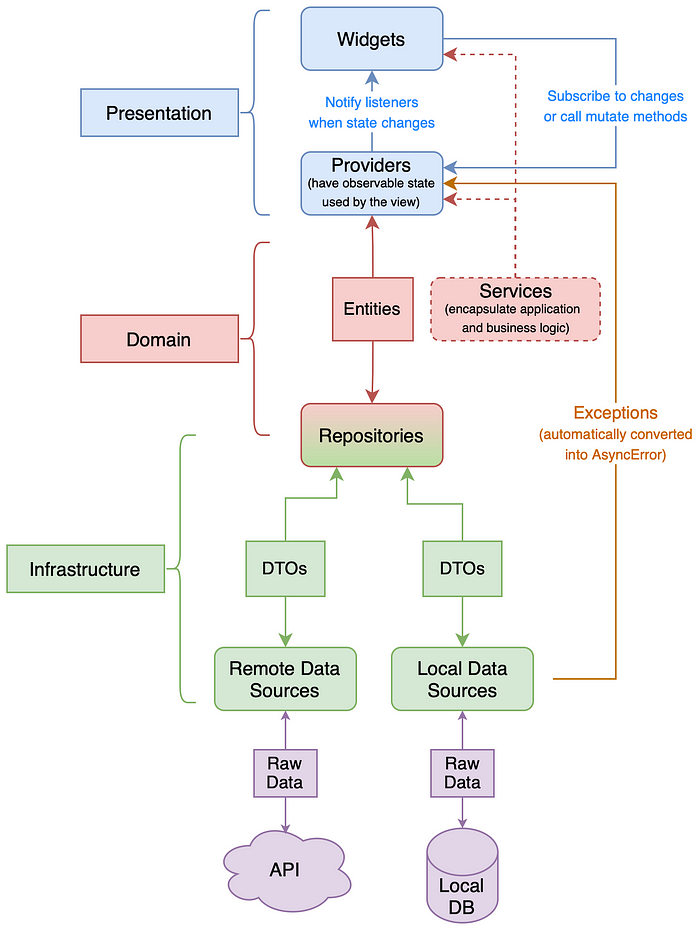 Widgets
Presentation
Notify listeners
when state changes
Subscribe to changes
or call mutate methods
Providers
(have observable state
used by the view)
Entities
Services
(encapsulate application
and business logic)
Domain
Repositories
Exceptions
(automatically converted
into AsyncError)
Infrastructure
DTOs
DTOs
Remote Data
Sources
Local Data
Sources
Raw
Data
Raw
Data
API
Local
DB